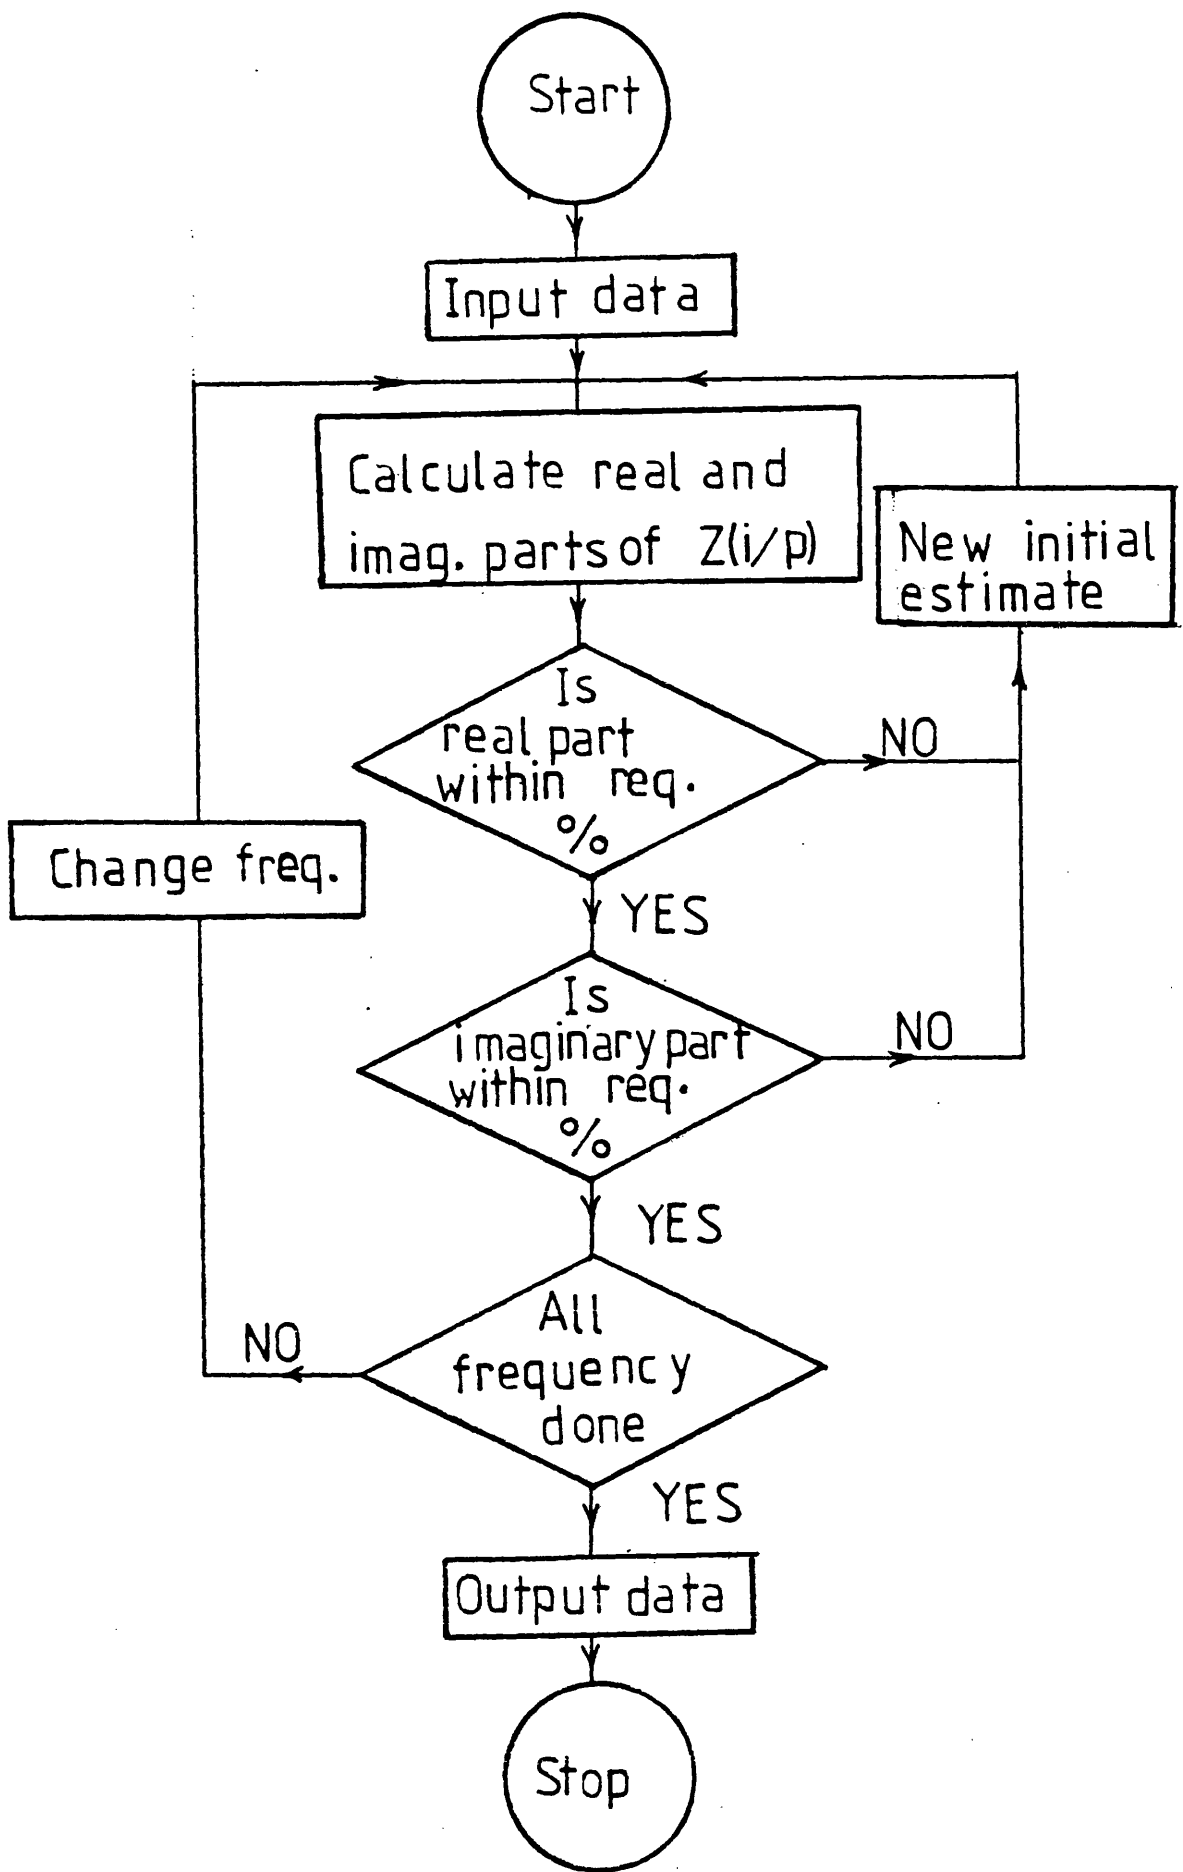 Start
Input data
Calculate real and
imag. parts of Z(i/p)
New initial
estimate
Is
real part
within req.
%
NO
Change freq.
YES
Is
imaginary part
within req.
%
NO
YES
All
frequency
done
NO
YES
Output data
Stop